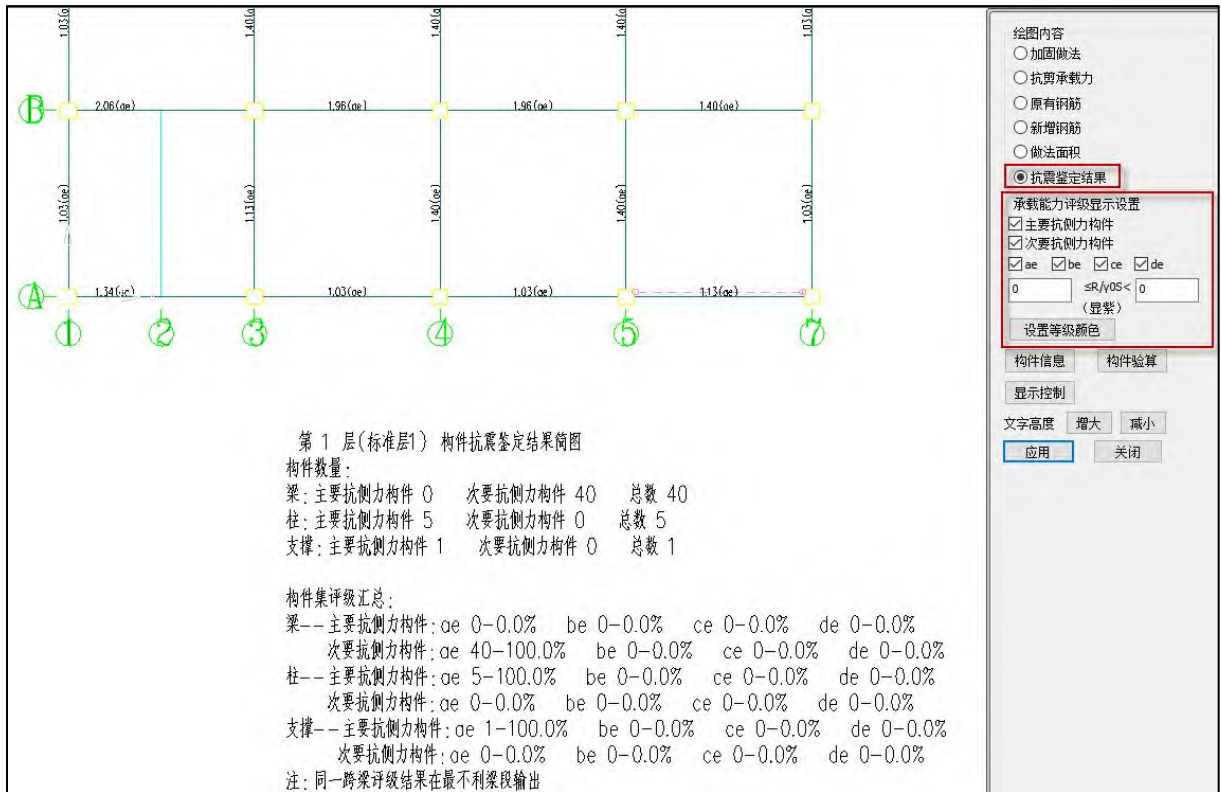 1.03(a
1.40(a
1.40(a
1.03(a
B
2.06(ae)
1.96(ae)
1.96(ae)
1.40(ae)
1.03(ae)
1.13(ae)
1.40(ae)
1.40(ae)
1.03(ae)
A
1.03(ae)
1.03(ae)
1.13(ae)
1
2
3
4
5
7
第 1 层(标准层1) 构件抗震鉴定结果简图
构件数量:
梁:主要抗侧力构件 0 次要抗侧力构件 40 总数 40
柱:主要抗侧力构件 5 次要抗侧力构件 0 总数 5
支撑:主要抗侧力构件 1 次要抗侧力构件 0 总数 1
构件集评级汇总:
梁--主要抗侧力构件:ae 0-0.0% be 0-0.0% ce 0-0.0% de 0-0.0%
次要抗侧力构件:ae 40-100.0% be 0-0.0% ce 0-0.0% de 0-0.0%
柱--主要抗侧力构件:ae 5-100.0% be 0-0.0% ce 0-0.0% de 0-0.0%
次要抗侧力构件:ae 0-0.0% be 0-0.0% ce 0-0.0% de 0-0.0%
支撑--主要抗侧力构件:ae 1-100.0% be 0-0.0% ce 0-0.0% de 0-0.0%
次要抗侧力构件:ae 0-0.0% be 0-0.0% ce 0-0.0% de 0-0.0%
注:同一跨梁评级结果在最不利梁段输出
绘图内容
加固做法
抗剪承载力
原有钢筋
新增钢筋
做法面积
抗震鉴定结果
承载能力评级显示设置
主要抗侧力构件
次要抗侧力构件
ae be ce de
0 ≤R/γ0S< 0
(显紫)
设置等级颜色
构件信息 构件验算
显示控制
文字高度 增大 减小
应用 关闭